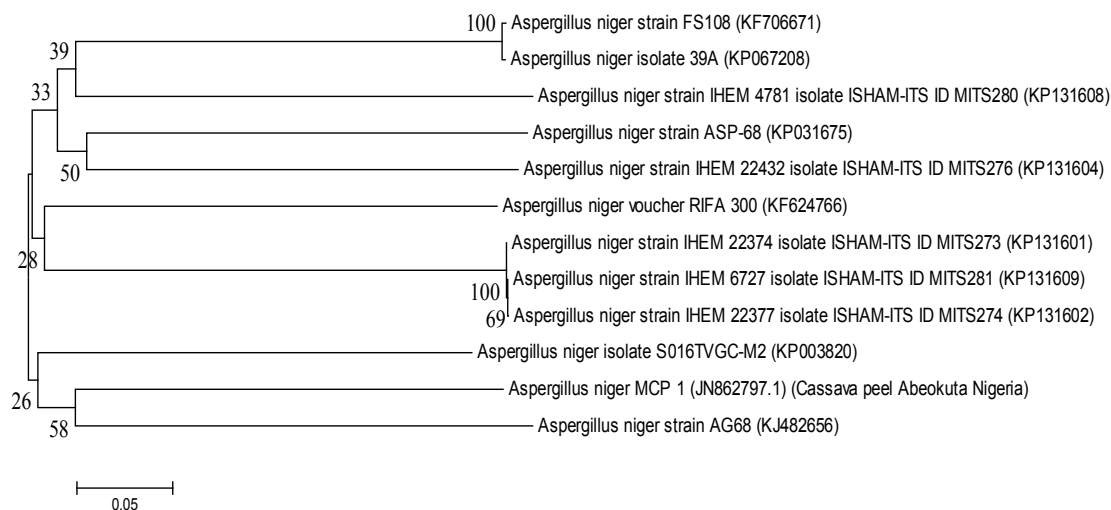 100 Aspergillus niger strain FS108 (KF706671)
39
Aspergillus niger isolate 39A (KP067208)
33 Aspergillus niger strain IHEM 4781 isolate ISHAM-ITS ID MITS280 (KP131608)
Aspergillus niger strain ASP-68 (KP031675)
50 Aspergillus niger strain IHEM 22432 isolate ISHAM-ITS ID MITS276 (KP131604)
Aspergillus niger voucher RIFA 300 (KF624766)
Aspergillus niger strain IHEM 22374 isolate ISHAM-ITS ID MITS273 (KP131601)
28
Aspergillus niger strain IHEM 6727 isolate ISHAM-ITS ID MITS281 (KP131609)
100
69 Aspergillus niger strain IHEM 22377 isolate ISHAM-ITS ID MITS274 (KP131602)
Aspergillus niger isolate S016TVGC-M2 (KP003820)
Aspergillus niger MCP 1 (JN862797.1) (Cassava peel Abeokuta Nigeria)
26
58 Aspergillus niger strain AG68 (KJ482656)
0.05